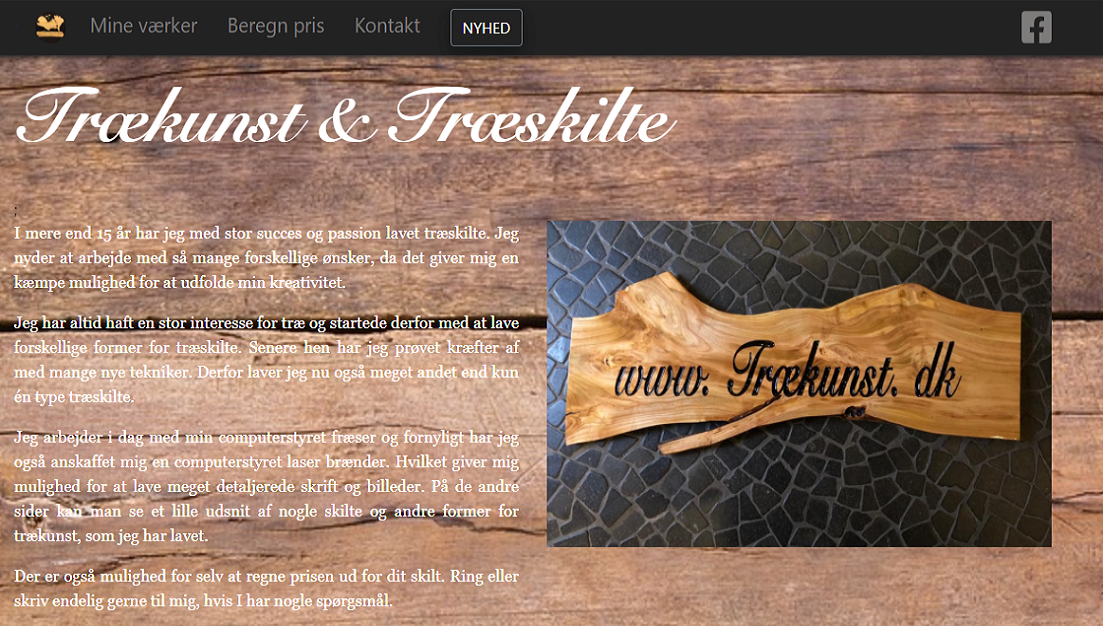 Mine værker Beregn pris Kontakt NYHED
Trækunst & Træskilte
;
I mere end 15 år har jeg med stor succes og passion lavet træskilte. Jeg
nyder at arbejde med så mange forskellige ønsker, da det giver mig en
kæmpe mulighed for at udfolde min kreativitet.
Jeg har altid haft en stor interesse for træ og startede derfor med at lave
forskellige former for træskilte. Senere hen har jeg prøvet kræfter af
med mange nye tekniker. Derfor laver jeg nu også meget andet end kun
én type træskilte.
Jeg arbejder i dag med min computerstyret fræser og fornyligt har jeg
også anskaffet mig en computerstyret laser brænder. Hvilket giver mig
mulighed for at lave meget detaljerede skrift og billeder. På de andre
sider kan man se et lille udsnit af nogle skilte og andre former for
trækunst, som jeg har lavet.
Der er også mulighed for selv at regne prisen ud for dit skilt. Ring eller
skriv endelig gerne til mig, hvis I har nogle spørgsmål.
www. Trækunst. dk